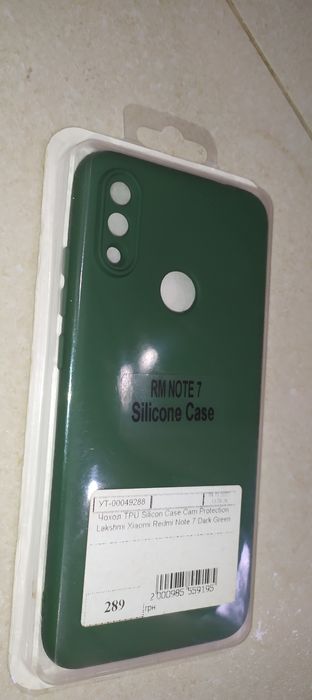 RM NOTE 7
Silicone Case
УТ-00049288
Чохол TPU Silicon Case Cam Protection
Lakshmi Xiaomi Redmi Note 7 Dark Green
2 000985 559195
289
грн